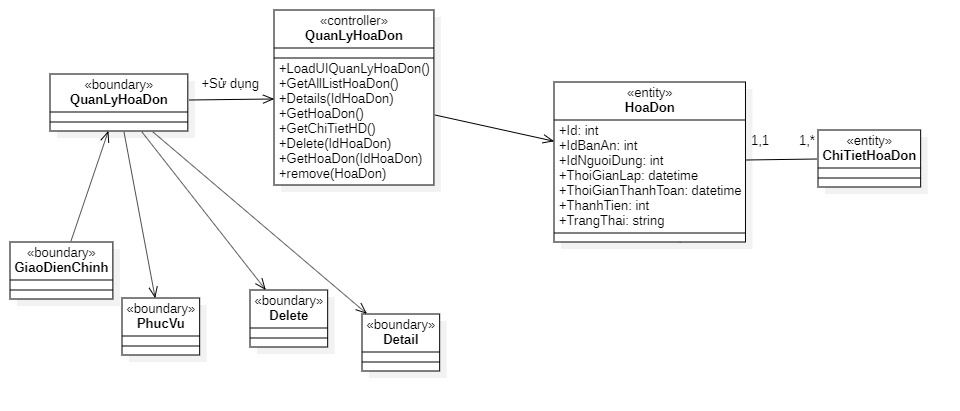 «controller»
QuanLyHoaDon
+LoadUIQuanLyHoaDon()
+GetAllListHoaDon()
+Details(IdHoaDon)
+GetHoaDon()
+GetChiTietHD()
+Delete(IdHoaDon)
+GetHoaDon(IdHoaDon)
+remove(HoaDon)
«boundary»
QuanLyHoaDon
+Sử dụng
«entity»
HoaDon
+Id: int
+IdBanAn: int
+IdNguoiDung: int
+ThoiGianLap: datetime
+ThoiGianThanhToan: datetime
+ThanhTien: int
+TrangThai: string
1,1
1,*
«entity»
ChiTietHoaDon
«boundary»
GiaoDienChinh
«boundary»
PhucVu
«boundary»
Delete
«boundary»
Detail